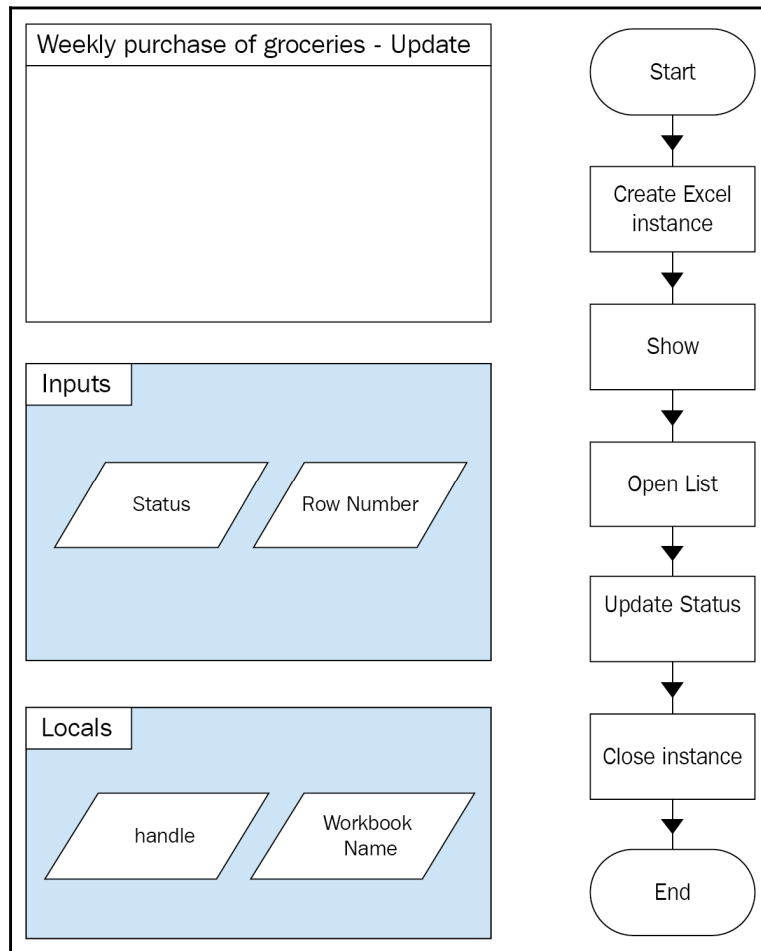 Weekly purchase of groceries - Update
Inputs
Status
Row Number
Locals
handle
Workbook
Name
Start
Create Excel
instance
Show
Open List
Update Status
Close instance
End